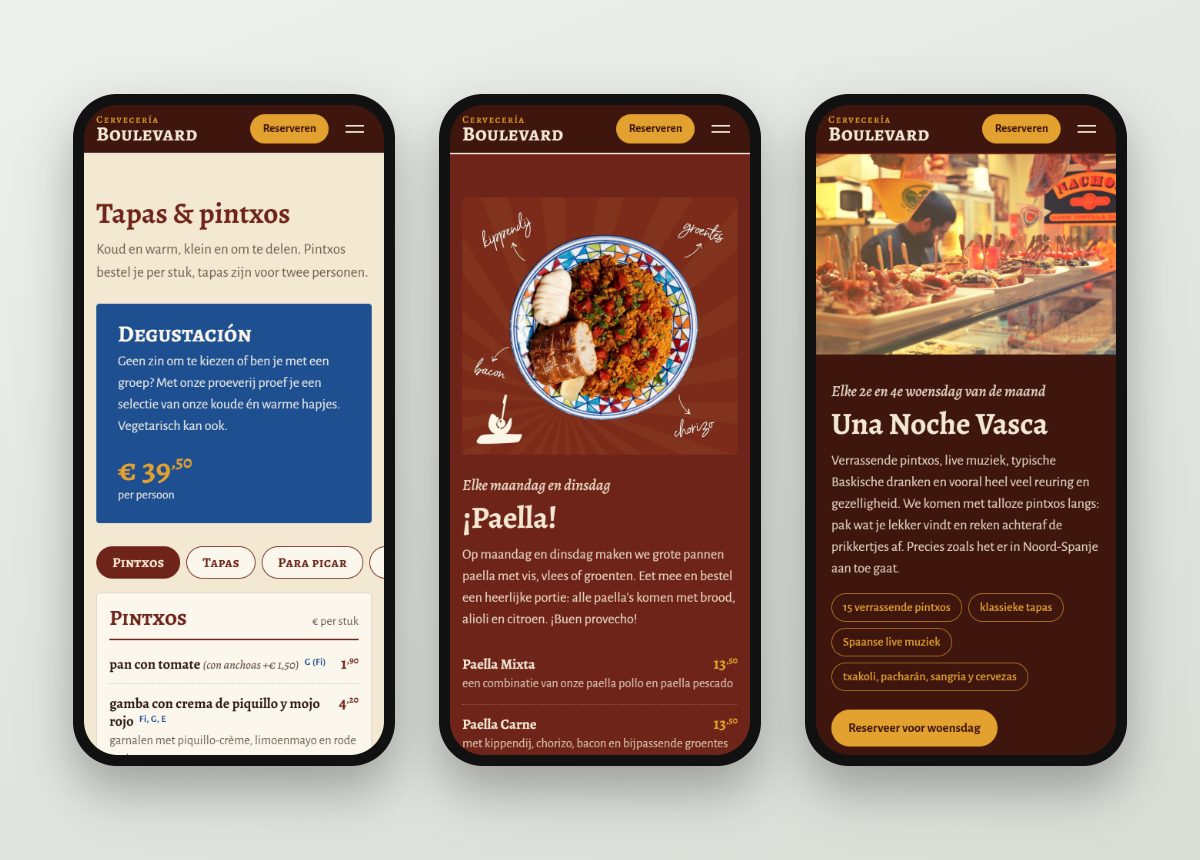 Cervecería
Boulevard
Reserveren
Tapas & pintxos
Koud en warm, klein en om te delen. Pintxos
bestel je per stuk, tapas zijn voor twee personen.
Degustación
Geen zin om te kiezen of ben je met een
groep? Met onze proeverij proef je een
selectie van onze koude én warme hapjes.
Vegetarisch kan ook.
€ 39,50
per persoon
Pintxos
Tapas
Para picar
Pintxos
€ per stuk
pan con tomate (con anchoas +€ 1,50) G (Fi) 1,90
gamba con crema de piquillo y mojo 4,20
rojo Fi, G, E
garnalen met piquillo-crème, limoenmayo en rode
Cervecería
Boulevard
Reserveren
kippendij
groentes
bacon
chorizo
Elke maandag en dinsdag
¡Paella!
Op maandag en dinsdag maken we grote pannen
paella met vis, vlees of groenten. Eet mee en bestel
een heerlijke portie: alle paella's komen met brood,
alioli en citroen. ¡Buen provecho!
Paella Mixta 13,50
een combinatie van onze paella pollo en paella pescado
Paella Carne 13,50
met kippendij, chorizo, bacon en bijpassende groentes
Cervecería
Boulevard
Reserveren
NACHO
Elke 2e en 4e woensdag van de maand
Una Noche Vasca
Verrassende pintxos, live muziek, typische
Baskische dranken en vooral heel veel reuring en
gezelligheid. We komen met talloze pintxos langs:
pak wat je lekker vindt en reken achteraf de
prikkertjes af. Precies zoals het er in Noord-Spanje
aan toe gaat.
15 verrassende pintxos
klassieke tapas
Spaanse live muziek
txakoli, pacharán, sangria y cervezas
Reserveer voor woensdag